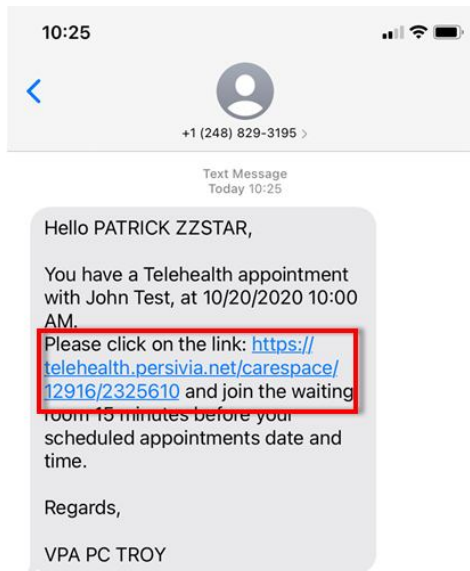 10:25
+1 (248) 829-3195 >
Text Message
Today 10:25
Hello PATRICK ZZSTAR,
You have a Telehealth appointment
with John Test, at 10/20/2020 10:00
AM.
Please click on the link: https://
telehealth.persivia.net/carespace/
12916/2325610 and join the waiting
room 15 minutes before your
scheduled appointments date and
time.
Regards,
VPA PC TROY